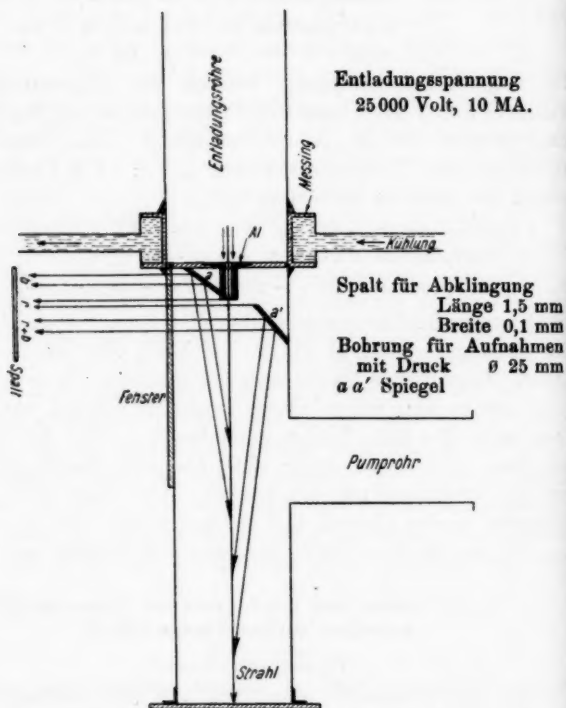 Entladungsröhre
Entladungsspannung
25000 Volt, 10 MA.
Messing
Al
Kühlung
a
a'
Spalt für Abklingung
Länge 1,5 mm
Breite 0,1 mm
Bohrung für Aufnahmen
mit Druck ø 25 mm
a a' Spiegel
Spalt
Fenster
Pumprohr
Strahl